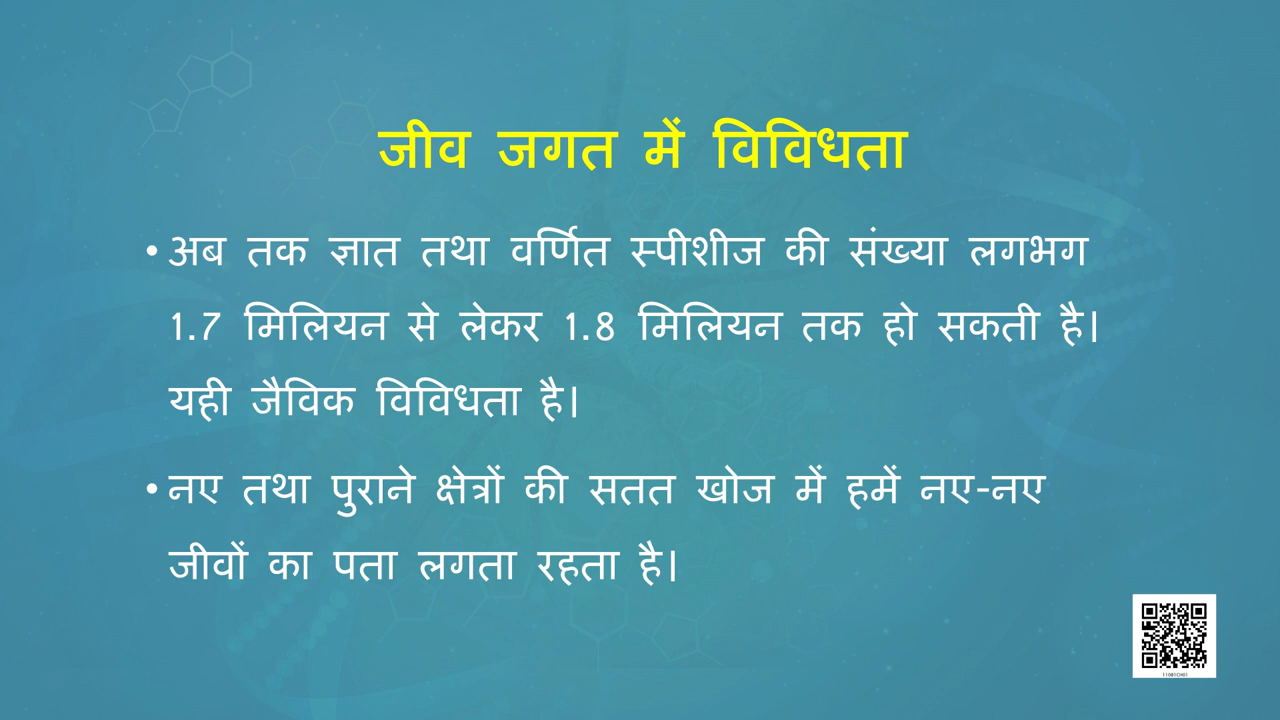 जीव जगत में विविधता
• अब तक ज्ञात तथा वर्णित स्पीशीज की संख्या लगभग
1.7 मिलियन से लेकर 1.8 मिलियन तक हो सकती है।
यही जैविक विविधता है।
• नए तथा पुराने क्षेत्रों की सतत खोज में हमें नए-नए
जीवों का पता लगता रहता है।